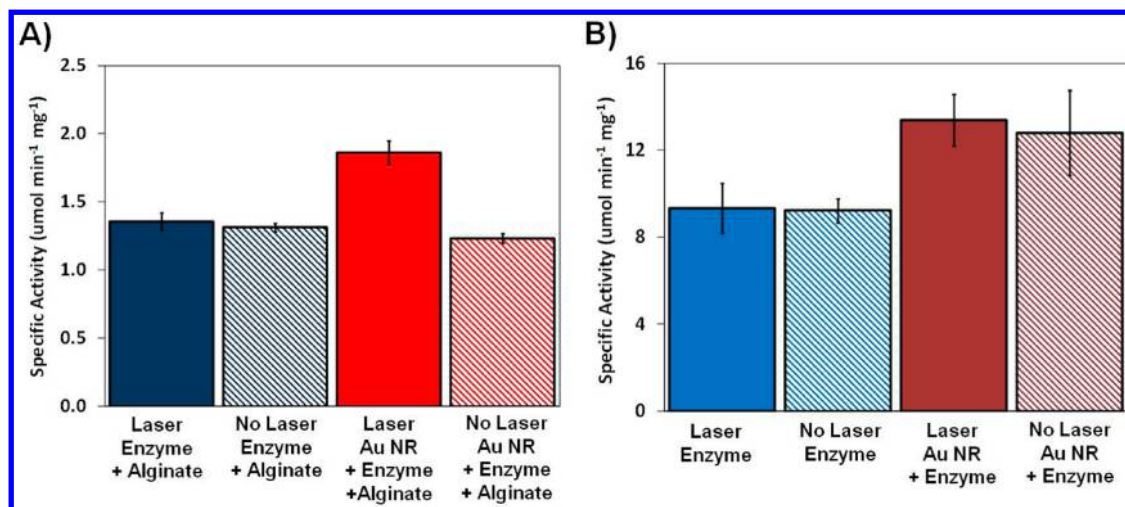 A)
Specific Activity (umol min⁻¹ mg⁻¹)
2.5
2.0
1.5
1.0
0.5
0.0
Laser
Enzyme
+ Alginate
No Laser
Enzyme
+ Alginate
Laser
Au NR
+ Enzyme
+Alginate
No Laser
Au NR
+ Enzyme
+ Alginate
B)
Specific Activity (umol min⁻¹ mg⁻¹)
16
12
8
4
0
Laser
Enzyme
No Laser
Enzyme
Laser
Au NR
+ Enzyme
No Laser
Au NR
+ Enzyme